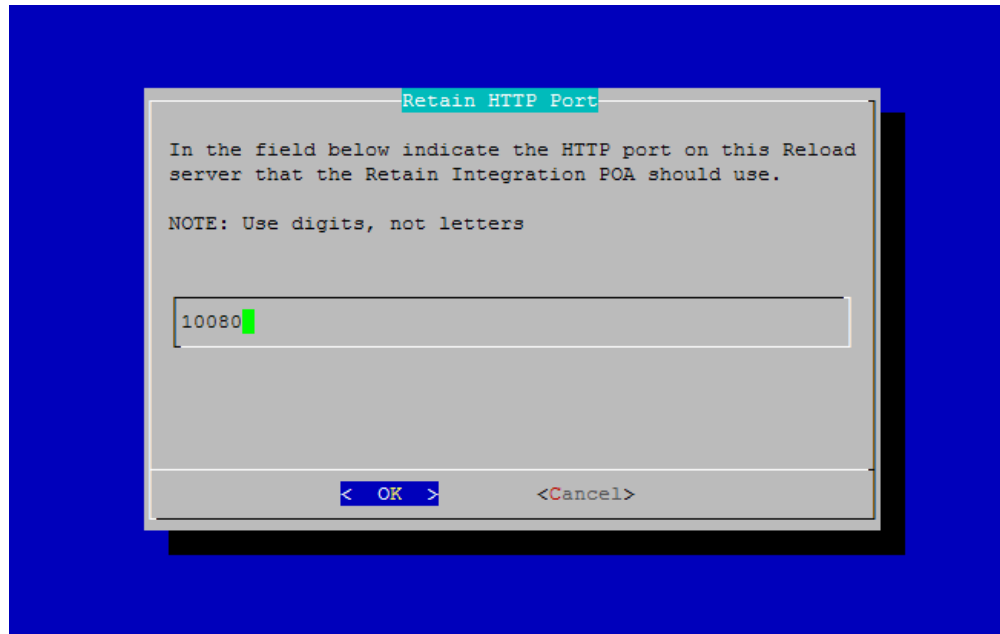 Retain HTTP Port
In the field below indicate the HTTP port on this Reload
server that the Retain Integration POA should use.
NOTE: Use digits, not letters
10080
< OK > <Cancel>